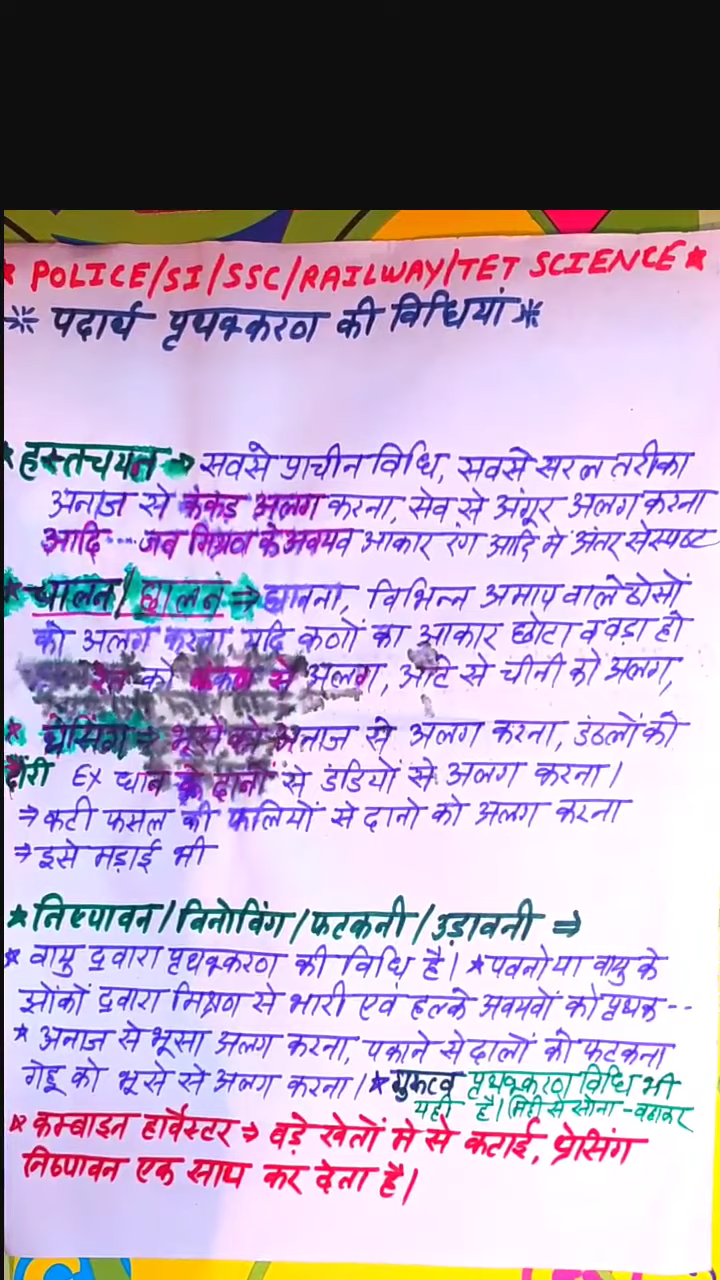 ★ POLICE/SI/SSC/RAILWAY/TET SCIENCE ★
पदार्थ पृथक्करण की विधियां
★ हस्तचयन → सबसे प्राचीन विधि, सबसे सरल तरीका
अनाज से कंकड़ अलग करना, सेव से अंगूर अलग करना
आदि --- जब मिश्रण के अवयव आकार रंग आदि मे अंतर से स्पष्ट
★ चालन/छालन ⇒ छानना, विभिन्न अमाप वाले ठोसों
को अलग करना, यदि कणों का आकार छोटा व बड़ा हो
को से अलग, आटे से चीनी को अलग,
★ थ्रेसिंग → भूसे को अनाज से अलग करना, डंठलों की
Ex धान के दानों से डंडियों से अलग करना।
→ कटी फसल की फलियों से दानो को अलग करना
→ इसे मड़ाई भी
★ निष्पावन/विनोविंग/फटकनी/उड़ावनी ⇒
★ वायु द्वारा पृथक्करण की विधि है। ★ पवनो या वायु के
झोंकों द्वारा मिश्रण से भारी एवं हल्के अवयवों को पृथक --
★ अनाज से भूसा अलग करना, पकाने से दालों को फटकना
गेहू को भूसे से अलग करना। ★ गुरुत्व पृथक्करण विधि भी
यही है। (मिट्टी से सोना - बहाकर
★ कम्बाइन हार्वेस्टर ⇒ बड़े खेतों मे से कटाई, थ्रेसिंग
निष्पावन एक साथ कर देता है।